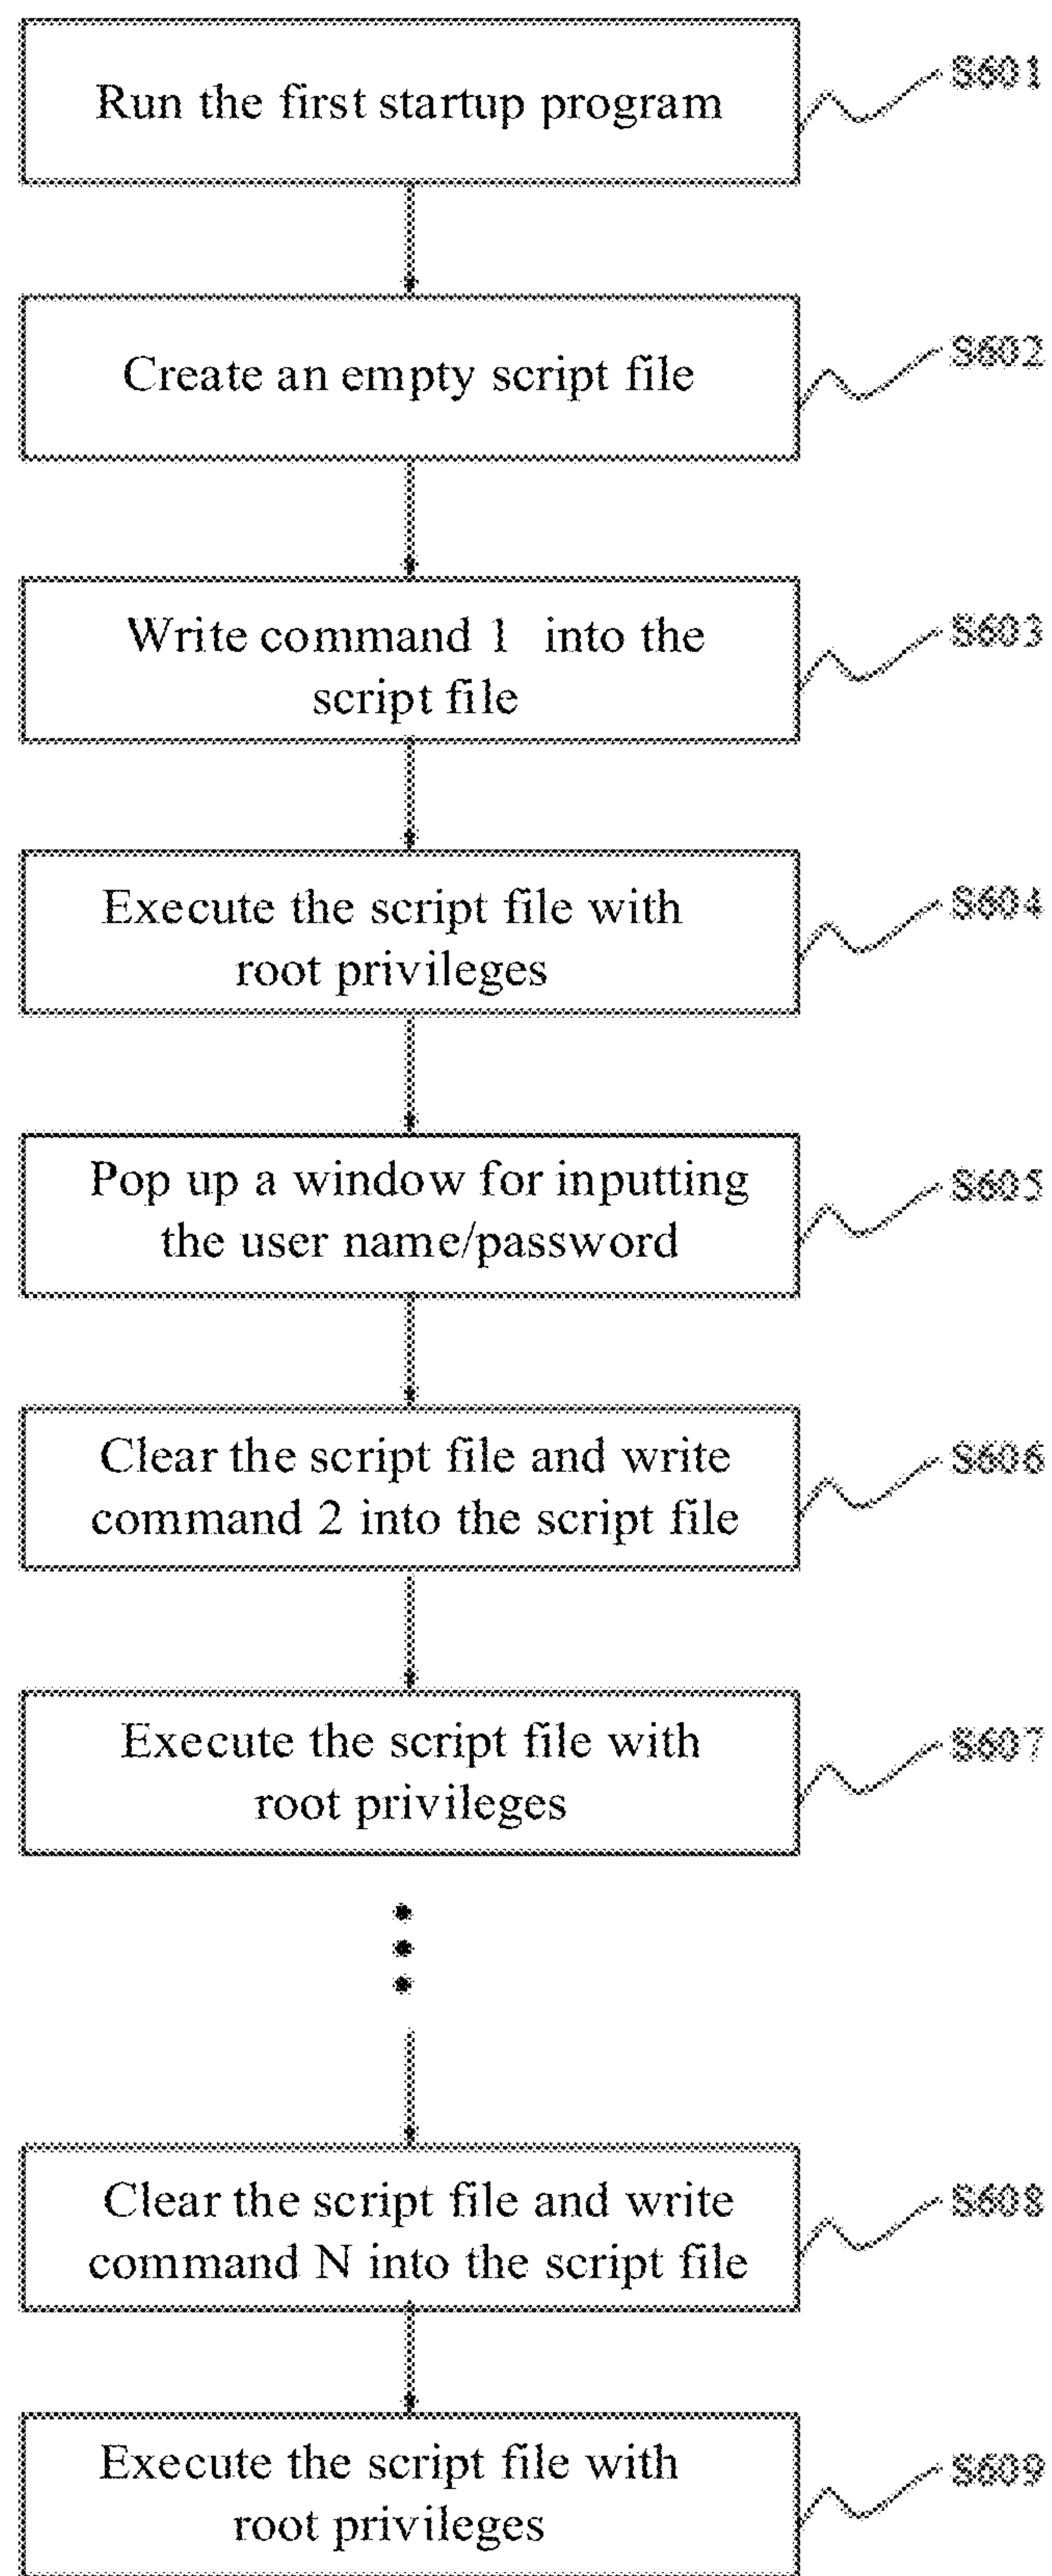 Run the first startup program
S601
Create an empty script file
S602
Write command 1 into the
script file
S603
Execute the script file with
root privileges
S604
Pop up a window for inputting
the user name/password
S605
Clear the script file and write
command 2 into the script file
S606
Execute the script file with
root privileges
S607
Clear the script file and write
command N into the script file
S608
Execute the script file with
root privileges
S609